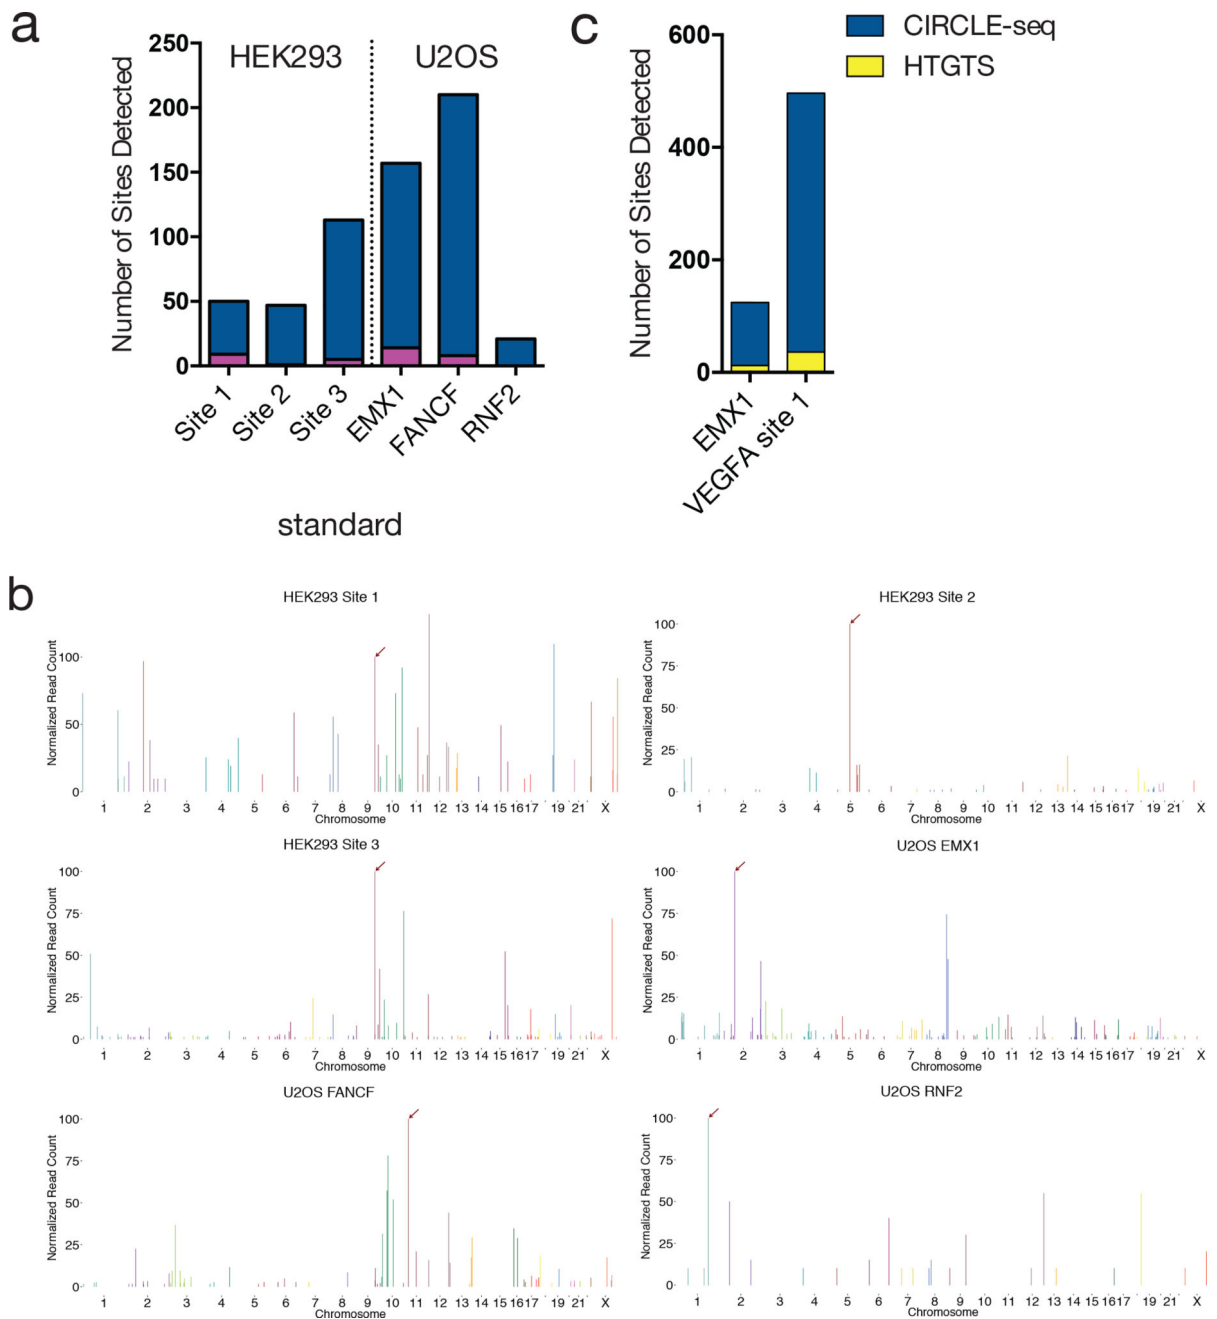 a
250
200
150
100
50
0
Number of Sites Detected
HEK293
U2OS
Site 1
Site 2
Site 3
EMX1
FANCF
RNF2
standard
c
600
400
200
0
Number of Sites Detected
EMX1
VEGFA site 1
CIRCLE-seq
HTGTS
b
HEK293 Site 1
Normalized Read Count
100
50
0
1 2 3 4 5 6 7 8 9 10 11 12 13 14 15 16 17 19 21 X
Chromosome
HEK293 Site 2
Normalized Read Count
100
75
50
25
0
1 2 3 4 5 6 7 8 9 10 11 12 13 14 15 16 17 19 21 X
Chromosome
HEK293 Site 3
Normalized Read Count
100
75
50
25
0
1 2 3 4 5 6 7 8 9 10 11 12 13 14 15 16 17 19 21 X
Chromosome
U2OS EMX1
Normalized Read Count
100
75
50
25
0
1 2 3 4 5 6 7 8 9 10 11 12 13 14 15 16 17 19 21 X
Chromosome
U2OS FANCF
Normalized Read Count
100
75
50
25
0
1 2 3 4 5 6 7 8 9 10 11 12 13 14 15 16 17 19 21 X
Chromosome
U2OS RNF2
Normalized Read Count
100
75
50
25
0
1 2 3 4 5 6 7 8 9 10 11 12 13 14 15 16 17 19 21 X
Chromosome